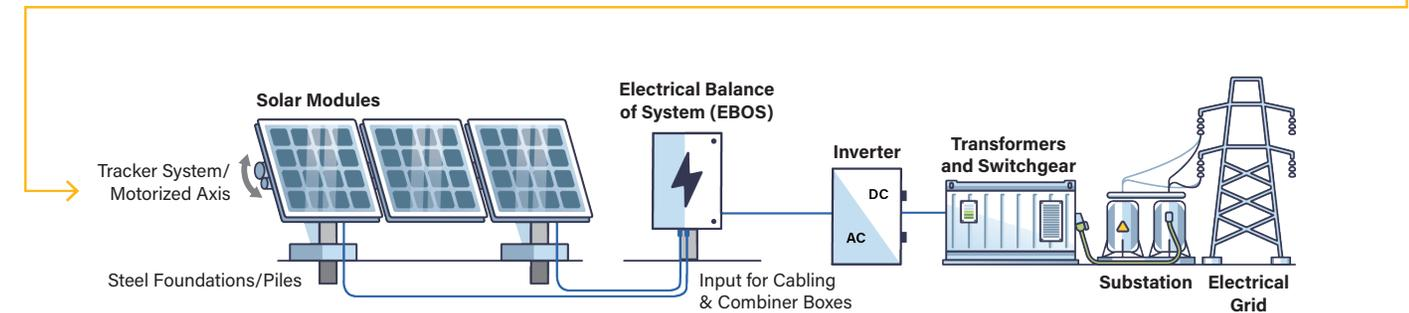 Solar Modules
Tracker System/
Motorized Axis
Steel Foundations/Piles
Electrical Balance
of System (EBOS)
Input for Cabling
& Combiner Boxes
Inverter
DC
AC
Transformers
and Switchgear
Substation
Electrical
Grid